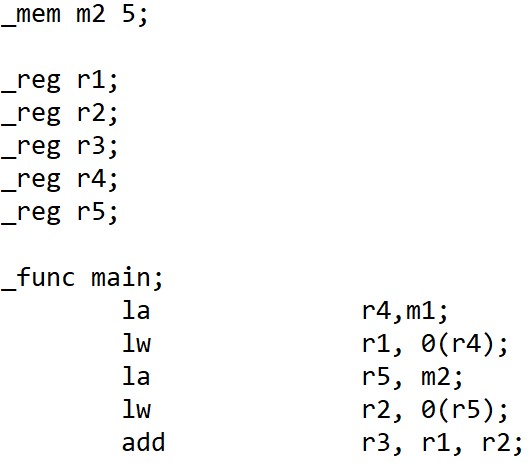 _mem m2 5;
_reg r1;
_reg r2;
_reg r3;
_reg r4;
_reg r5;
_func main;
la r4,m1;
lw r1, 0(r4);
la r5, m2;
lw r2, 0(r5);
add r3, r1, r2;